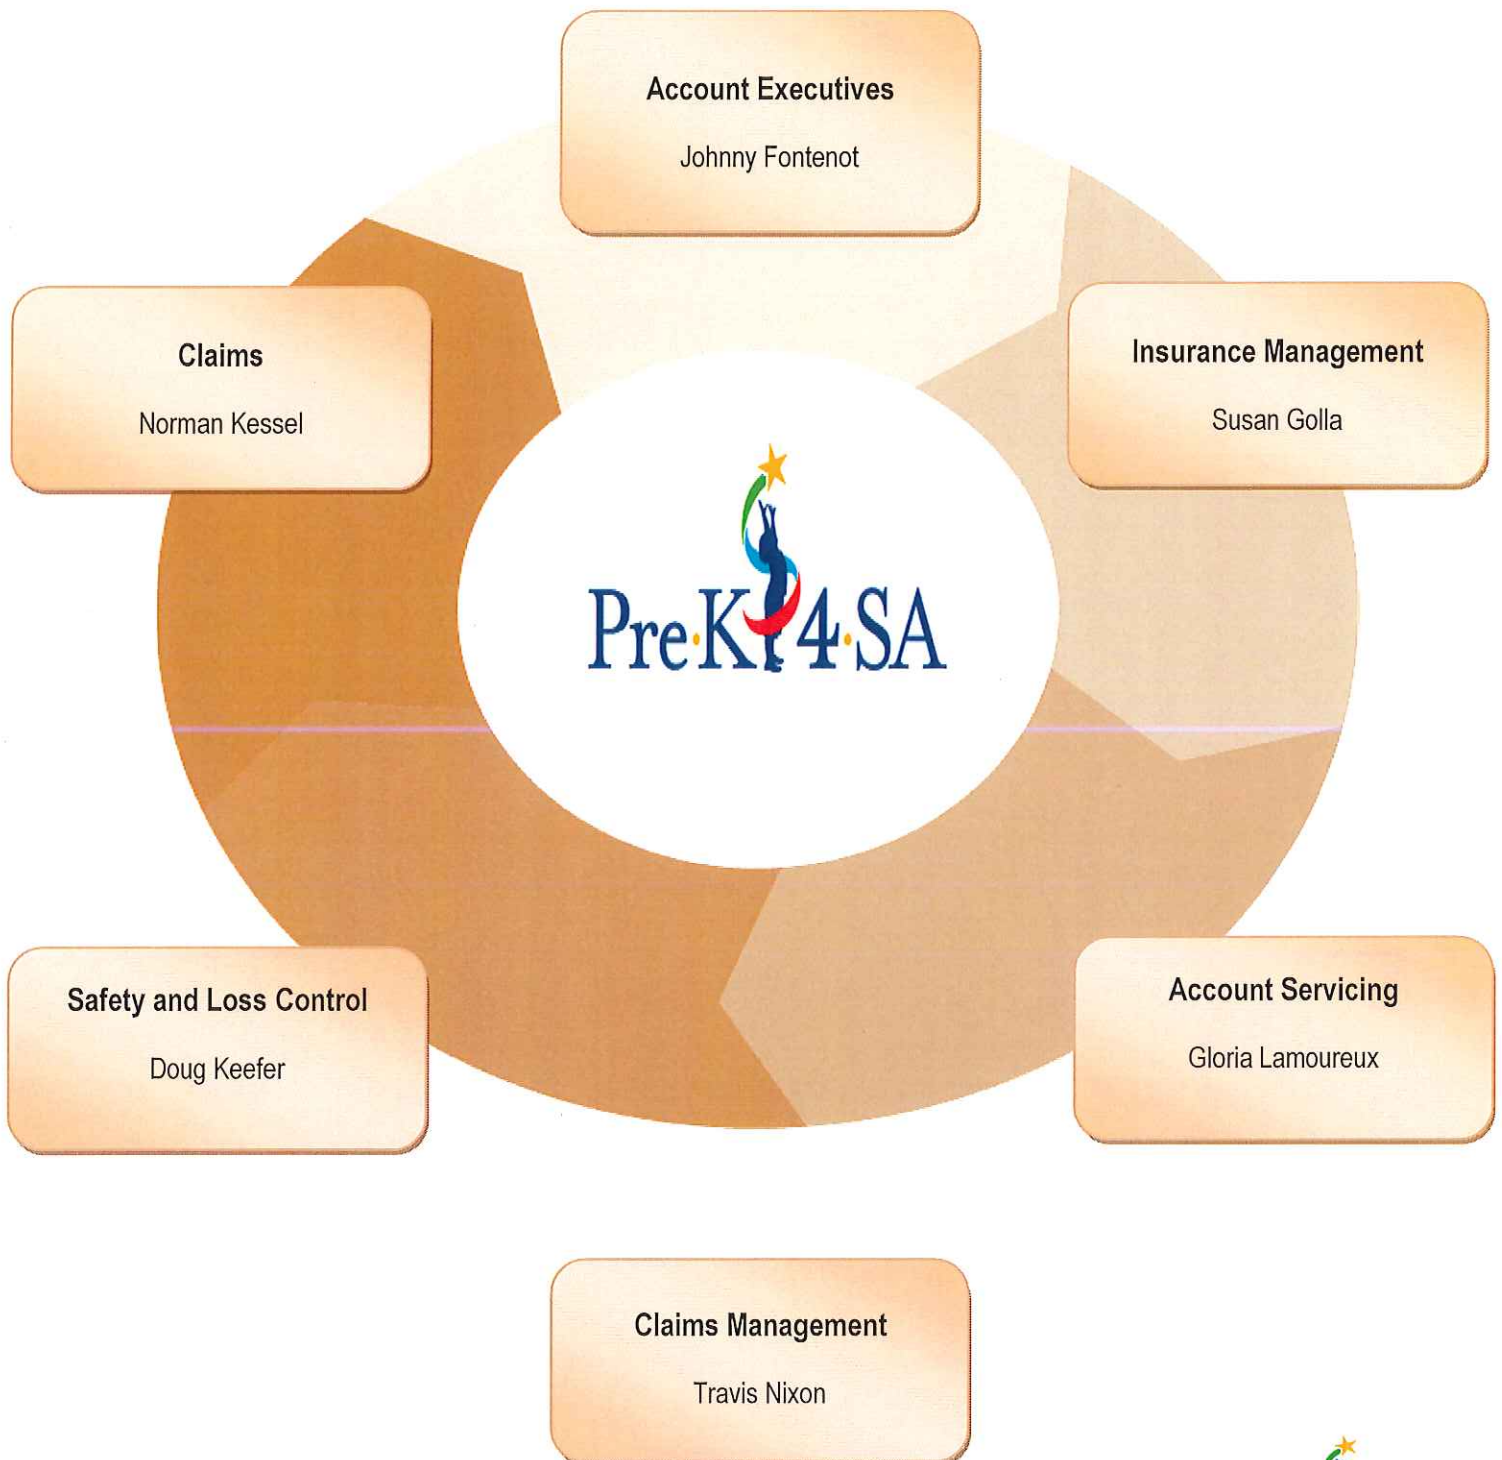 Account Executives
Johnny Fontenot
Claims
Norman Kessel
Insurance Management
Susan Golla
Pre·K 4·SA
Safety and Loss Control
Doug Keefer
Account Servicing
Gloria Lamoureux
Claims Management
Travis Nixon